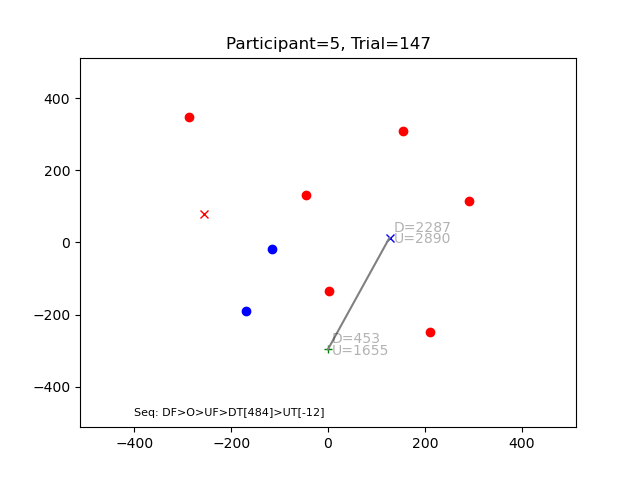 Participant=5, Trial=147
400
200
0
−200
−400
D=2287
U=2890
D=453
U=1655
Seq: DF>O>UF>DT[484]>UT[-12]
−400
−200
0
200
400